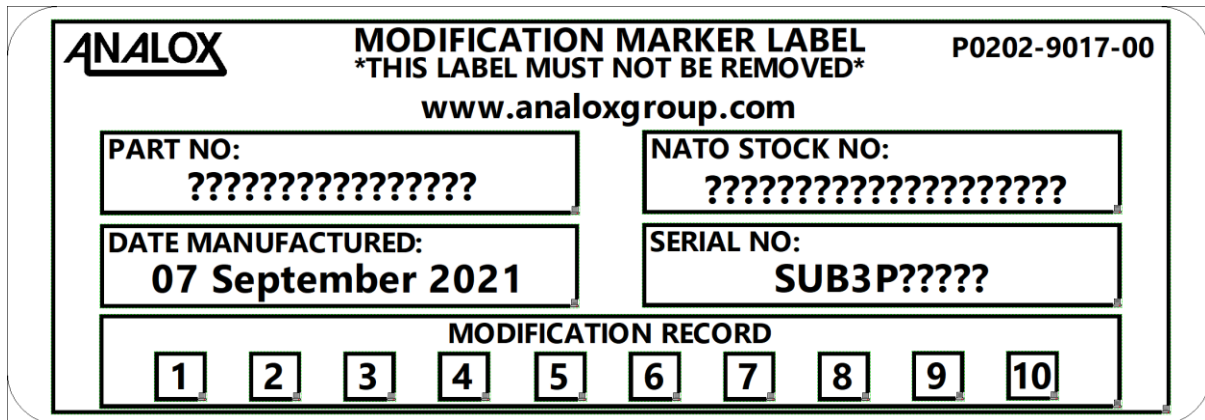 ANALOX
MODIFICATION MARKER LABEL
P0202-9017-00
*THIS LABEL MUST NOT BE REMOVED*
www.analoxgroup.com
PART NO:
????????????????
NATO STOCK NO:
????????????????????
DATE MANUFACTURED:
07 September 2021
SERIAL NO:
SUB3P?????
MODIFICATION RECORD
1 2 3 4 5 6 7 8 9 10